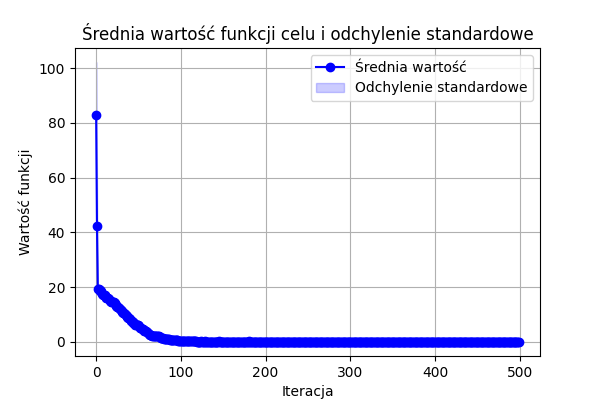 Średnia wartość funkcji celu i odchylenie standardowe
Średnia wartość
Odchylenie standardowe
Wartość funkcji
100
80
60
40
20
0
0 100 200 300 400 500
Iteracja